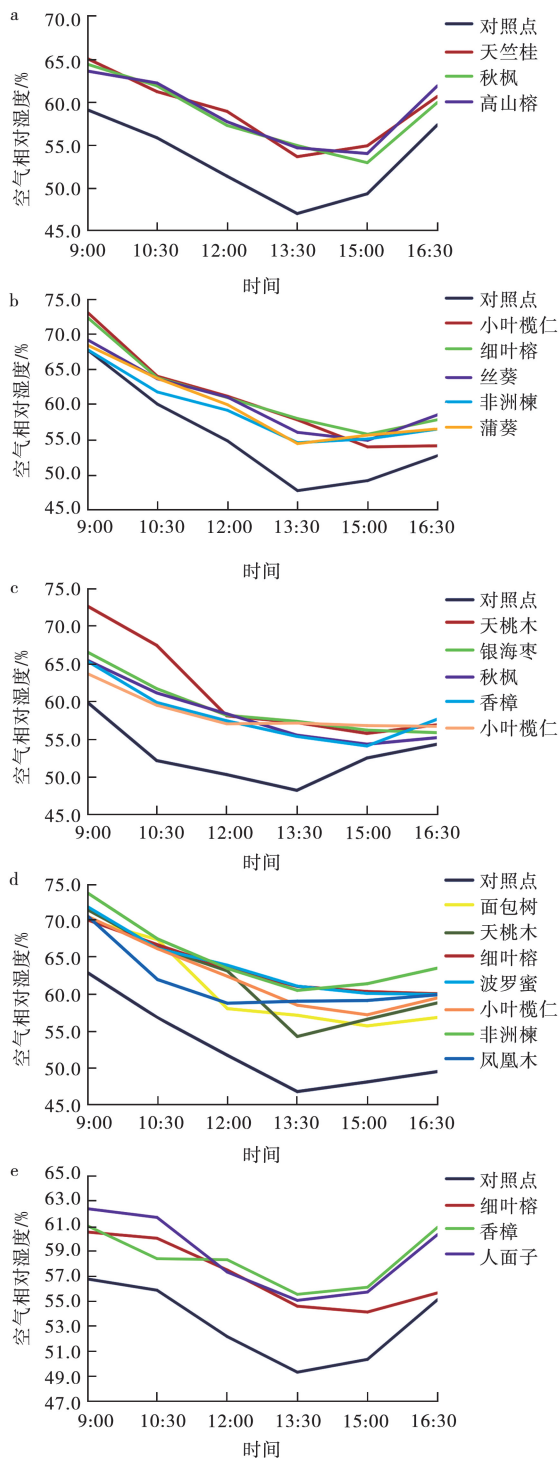 a
70.0
65.0
60.0
55.0
50.0
45.0
空气相对湿度/%
9:00 10:30 12:00 13:30 15:00 16:30
时间
对照点
天竺桂
秋枫
高山榕
b
75.0
70.0
65.0
60.0
55.0
50.0
45.0
空气相对湿度/%
9:00 10:30 12:00 13:30 15:00 16:30
时间
对照点
小叶榄仁
细叶榕
丝葵
非洲楝
蒲葵
c
75.0
70.0
65.0
60.0
55.0
50.0
45.0
空气相对湿度/%
9:00 10:30 12:00 13:30 15:00 16:30
时间
对照点
天桃木
银海枣
秋枫
香樟
小叶榄仁
d
75.0
70.0
65.0
60.0
55.0
50.0
45.0
空气相对湿度/%
9:00 10:30 12:00 13:30 15:00 16:30
时间
对照点
面包树
天桃木
细叶榕
波罗蜜
小叶榄仁
非洲楝
凤凰木
e
65.0
63.0
61.0
59.0
57.0
55.0
53.0
51.0
49.0
47.0
空气相对湿度/%
9:00 10:30 12:00 13:30 15:00 16:30
时间
对照点
细叶榕
香樟
人面子